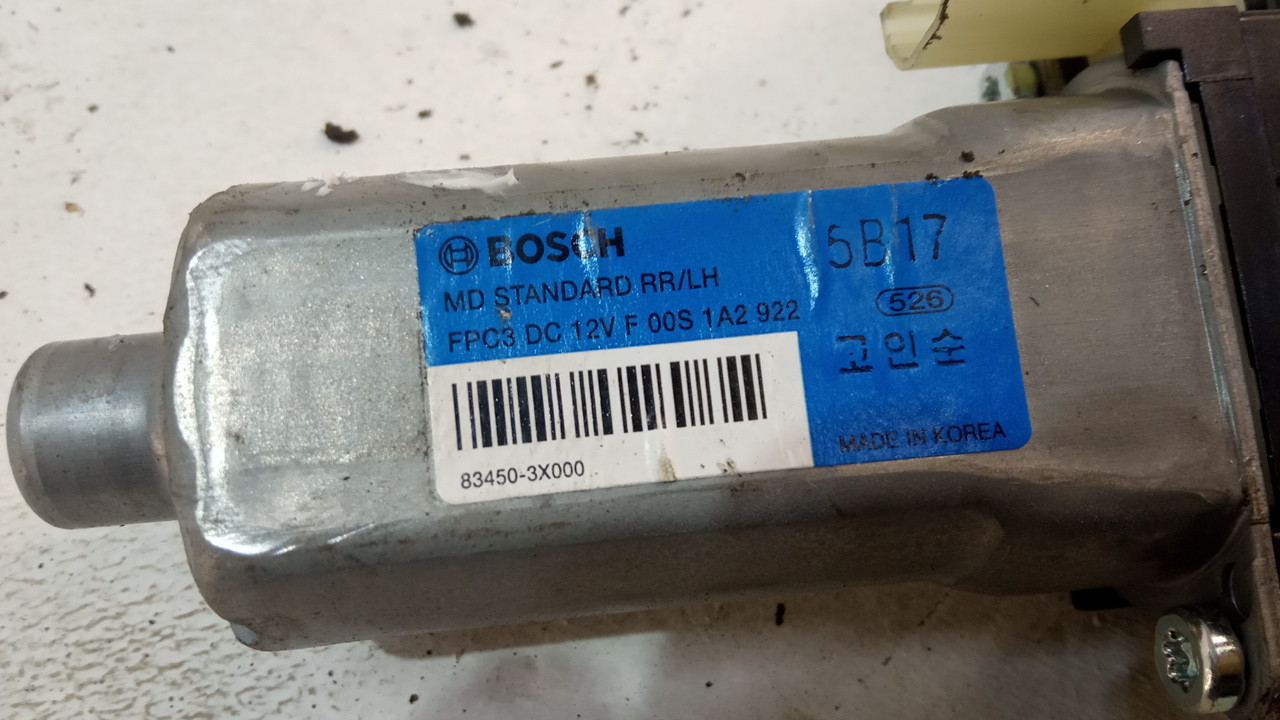 BOSCH
MD STANDARD RR/LH
FPC3 DC 12V F 00S 1A2 922
83450-3X000
5B17
526
고인순
MADE IN KOREA